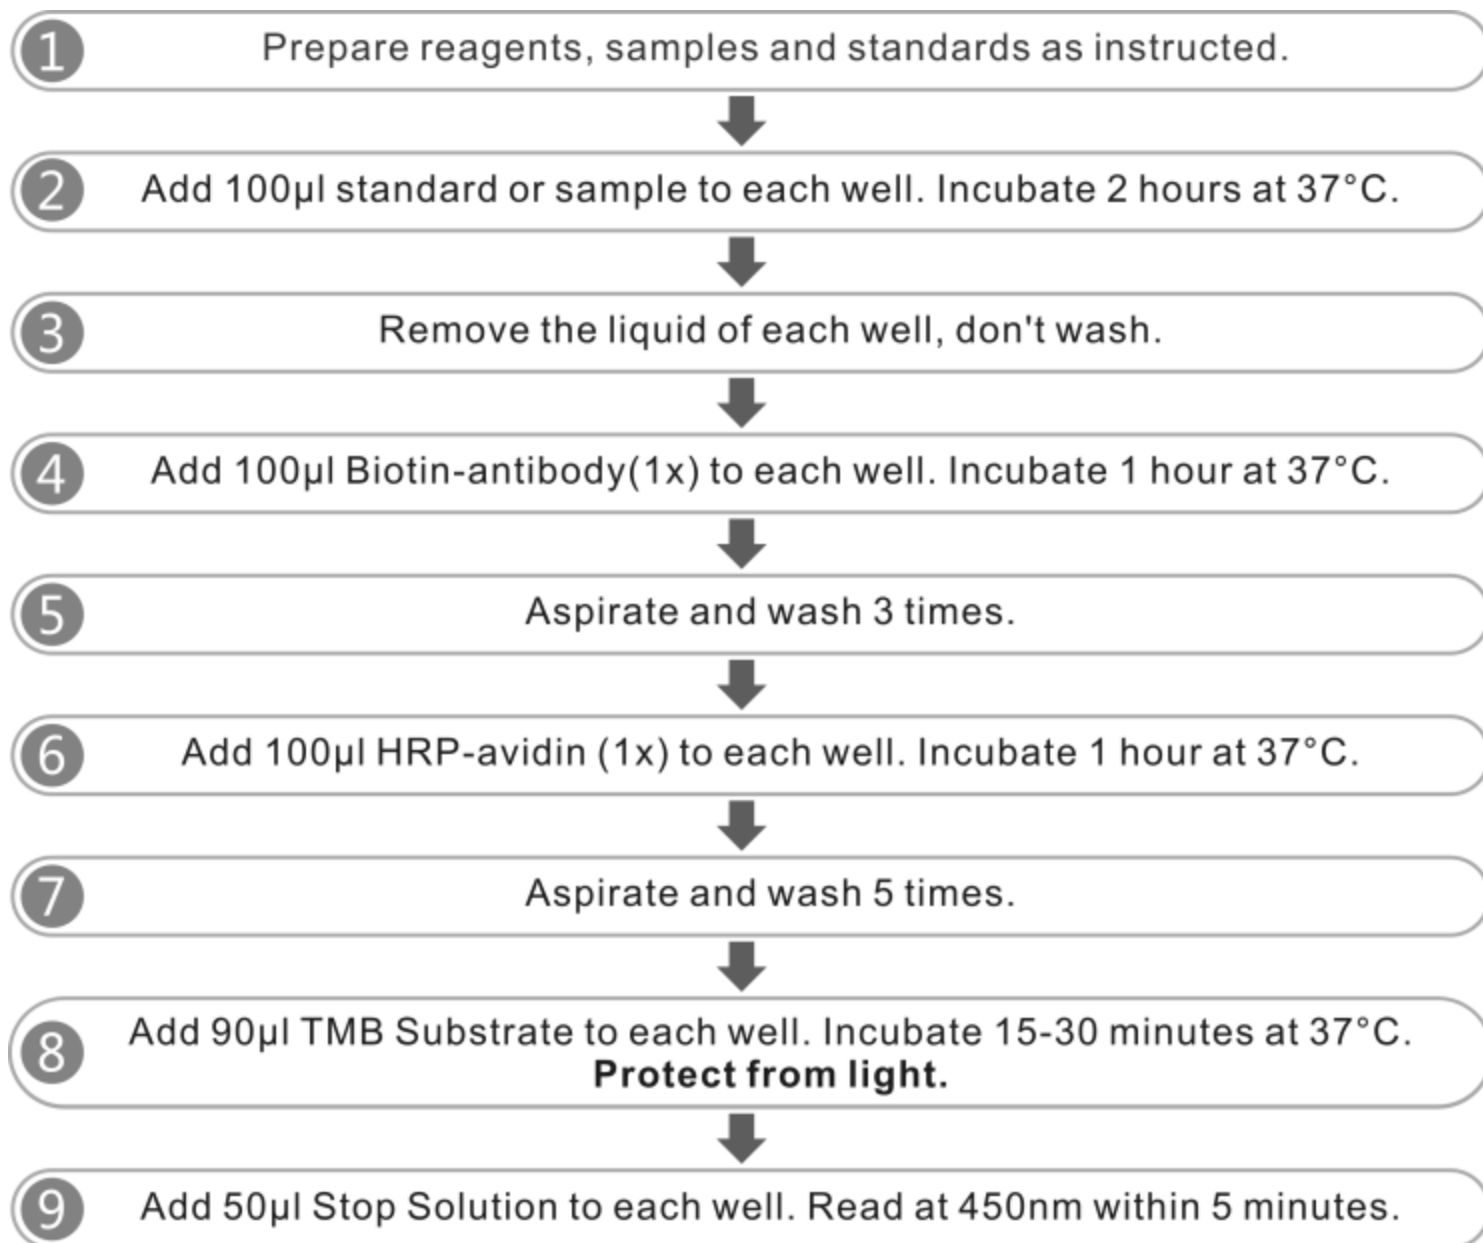 1 Prepare reagents, samples and standards as instructed.
2 Add 100µl standard or sample to each well. Incubate 2 hours at 37°C.
3 Remove the liquid of each well, don't wash.
4 Add 100µl Biotin-antibody(1x) to each well. Incubate 1 hour at 37°C.
5 Aspirate and wash 3 times.
6 Add 100µl HRP-avidin (1x) to each well. Incubate 1 hour at 37°C.
7 Aspirate and wash 5 times.
8 Add 90µl TMB Substrate to each well. Incubate 15-30 minutes at 37°C.
Protect from light.
9 Add 50µl Stop Solution to each well. Read at 450nm within 5 minutes.